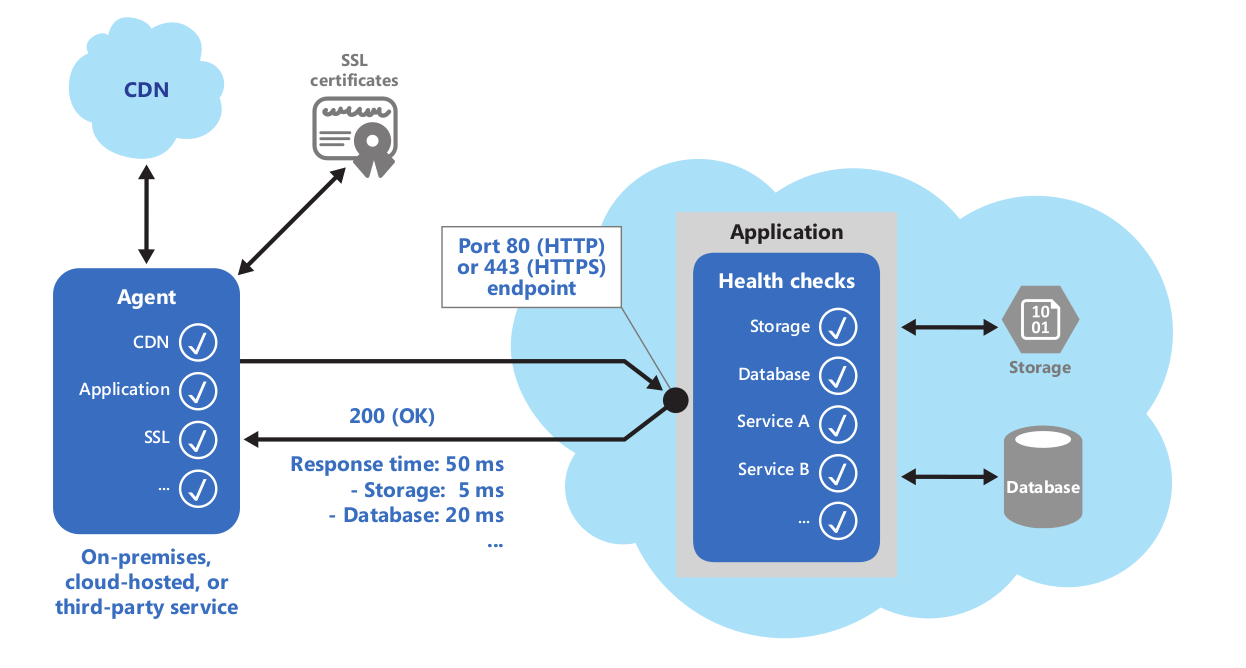 CDN
SSL
certificates
Port 80 (HTTP)
or 443 (HTTPS)
endpoint
Agent
CDN
Application
SSL
...
On-premises,
cloud-hosted, or
third-party service
200 (OK)
Response time: 50 ms
- Storage: 5 ms
- Database: 20 ms
...
Application
Health checks
Storage
Database
Service A
Service B
...
10
01
Storage
Database